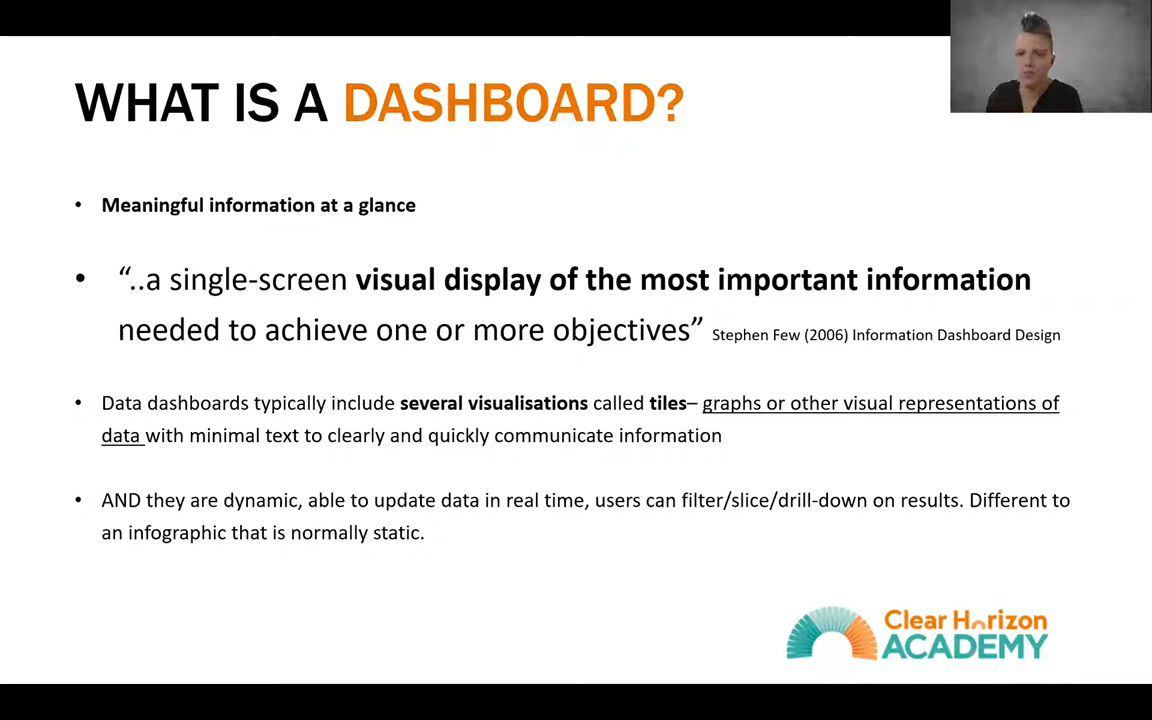 WHAT IS A DASHBOARD?
• Meaningful information at a glance
• “..a single-screen visual display of the most important information
needed to achieve one or more objectives” Stephen Few (2006) Information Dashboard Design
• Data dashboards typically include several visualisations called tiles– graphs or other visual representations of
data with minimal text to clearly and quickly communicate information
• AND they are dynamic, able to update data in real time, users can filter/slice/drill-down on results. Different to
an infographic that is normally static.
Clear Horizon
ACADEMY